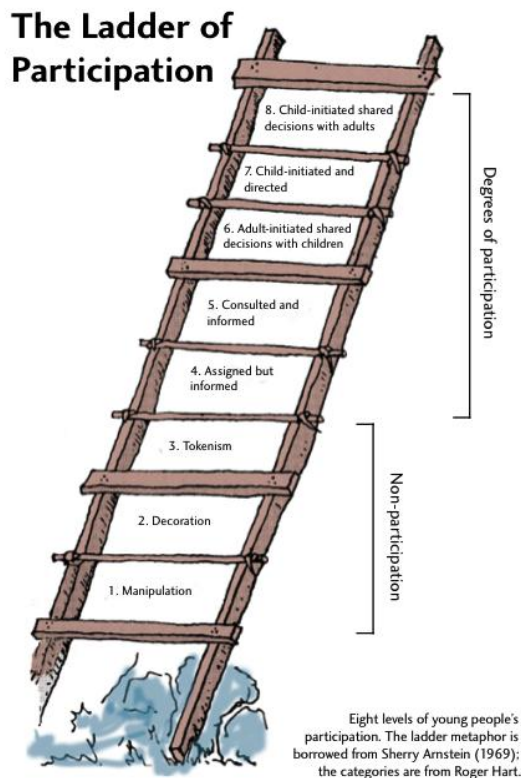 The Ladder of
Participation
8. Child-initiated shared
decisions with adults
7. Child-initiated and
directed
6. Adult-initiated shared
decisions with children
5. Consulted and
informed
4. Assigned but
informed
3. Tokenism
2. Decoration
1. Manipulation
Degrees of participation
Non-participation
Eight levels of young people's
participation. The ladder metaphor is
borrowed from Sherry Arnstein (1969);
the categories are from Roger Hart.